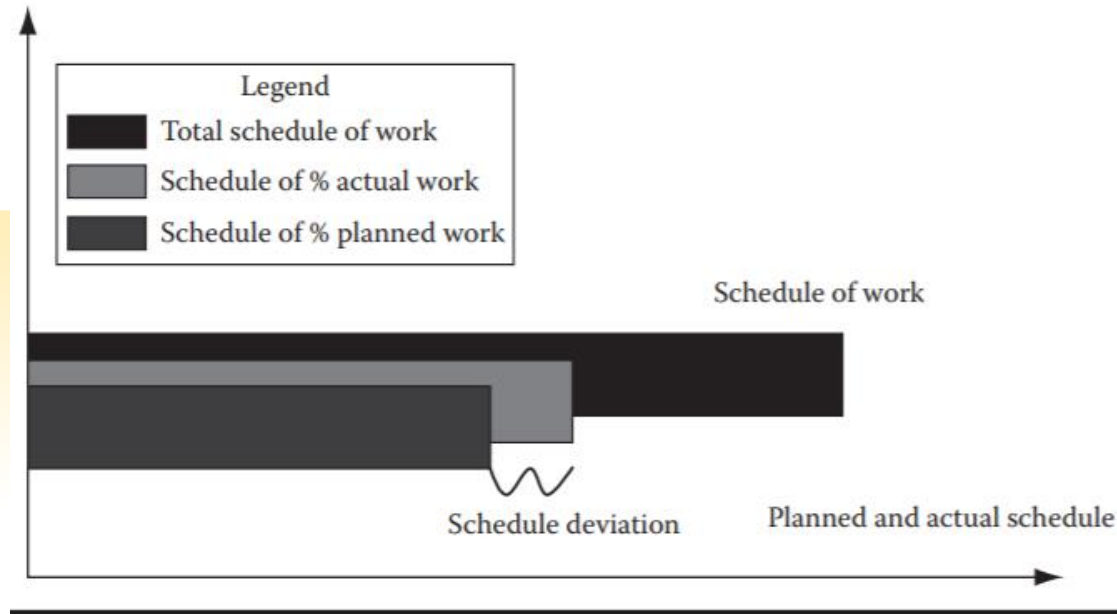 Legend
Total schedule of work
Schedule of % actual work
Schedule of % planned work
Schedule of work
Schedule deviation
Planned and actual schedule